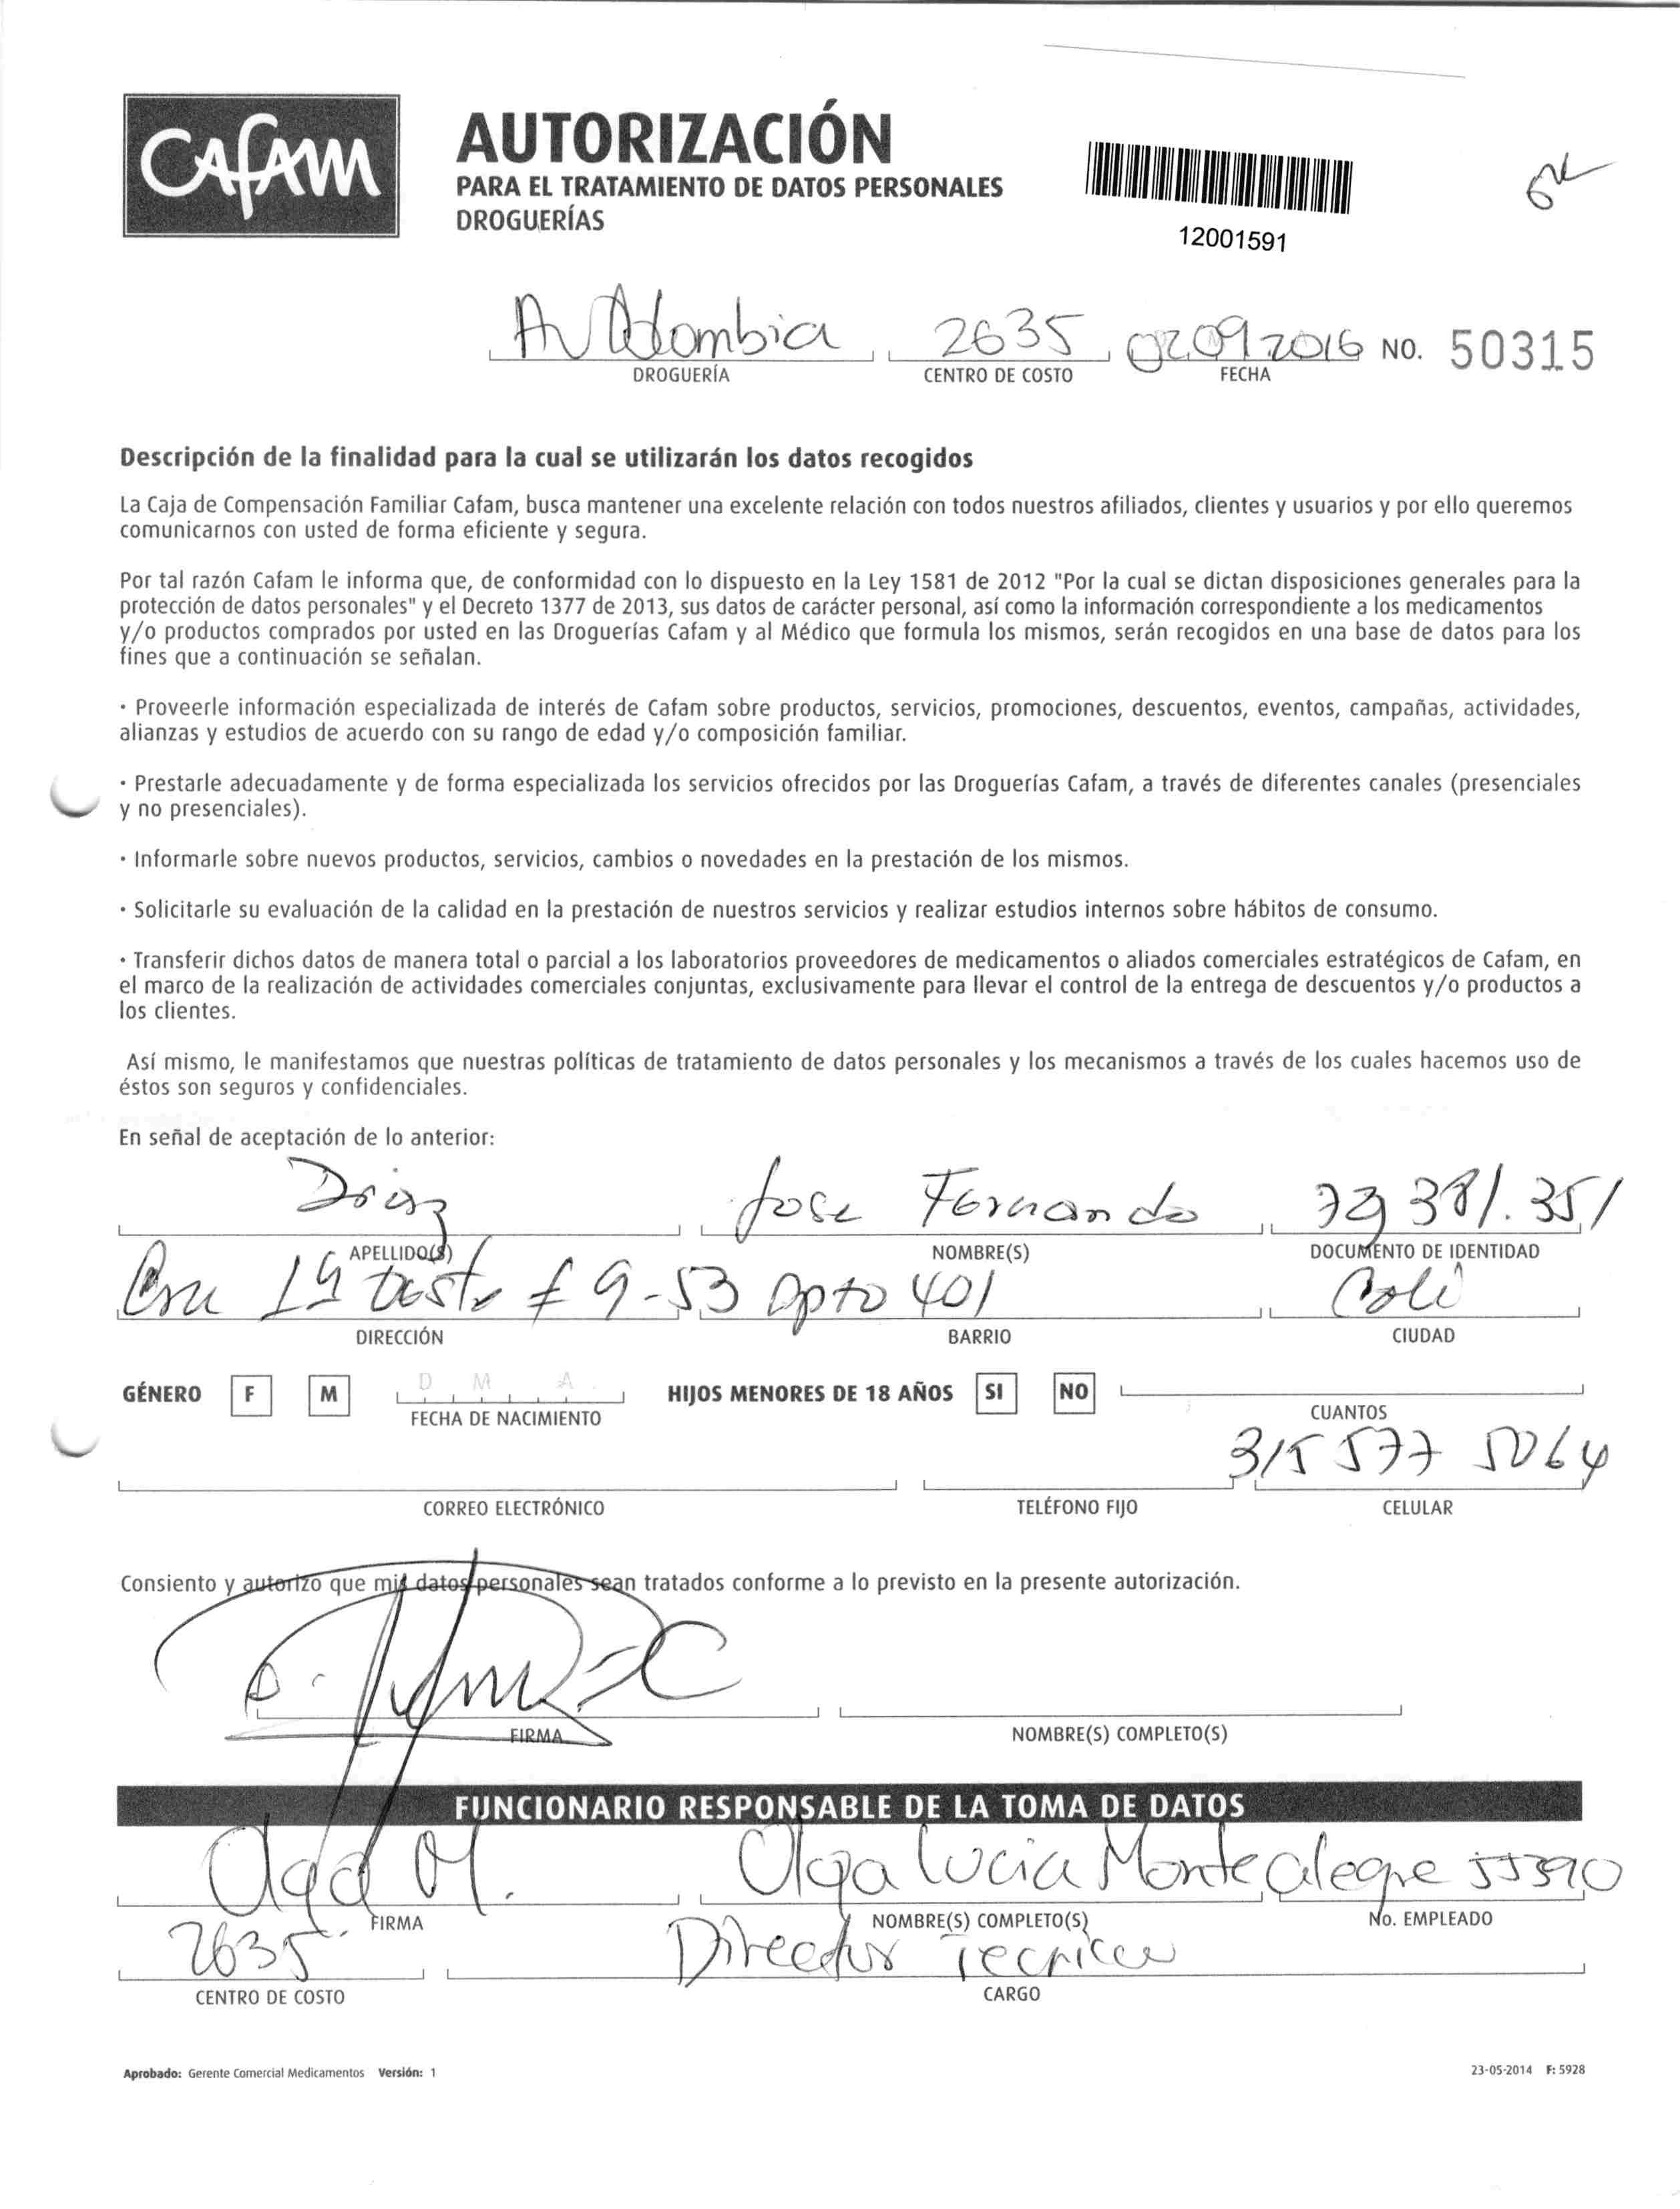 Cafam
AUTORIZACIÓN
PARA EL TRATAMIENTO DE DATOS PERSONALES
DROGUERÍAS
12001591
Av Colombia 2635 02 09 2016 NO. 50315
DROGUERÍA CENTRO DE COSTO FECHA
Descripción de la finalidad para la cual se utilizarán los datos recogidos
La Caja de Compensación Familiar Cafam, busca mantener una excelente relación con todos nuestros afiliados, clientes y usuarios y por ello queremos
comunicarnos con usted de forma eficiente y segura.
Por tal razón Cafam le informa que, de conformidad con lo dispuesto en la Ley 1581 de 2012 "Por la cual se dictan disposiciones generales para la
protección de datos personales" y el Decreto 1377 de 2013, sus datos de carácter personal, así como la información correspondiente a los medicamentos
y/o productos comprados por usted en las Droguerías Cafam y al Médico que formula los mismos, serán recogidos en una base de datos para los
fines que a continuación se señalan.
· Proveerle información especializada de interés de Cafam sobre productos, servicios, promociones, descuentos, eventos, campañas, actividades,
alianzas y estudios de acuerdo con su rango de edad y/o composición familiar.
· Prestarle adecuadamente y de forma especializada los servicios ofrecidos por las Droguerías Cafam, a través de diferentes canales (presenciales
y no presenciales).
· Informarle sobre nuevos productos, servicios, cambios o novedades en la prestación de los mismos.
· Solicitarle su evaluación de la calidad en la prestación de nuestros servicios y realizar estudios internos sobre hábitos de consumo.
· Transferir dichos datos de manera total o parcial a los laboratorios proveedores de medicamentos o aliados comerciales estratégicos de Cafam, en
el marco de la realización de actividades comerciales conjuntas, exclusivamente para llevar el control de la entrega de descuentos y/o productos a
los clientes.
Así mismo, le manifestamos que nuestras políticas de tratamiento de datos personales y los mecanismos a través de los cuales hacemos uso de
éstos son seguros y confidenciales.
En señal de aceptación de lo anterior:
Diaz Jose Fernando 79 381.351
APELLIDO(S) NOMBRE(S) DOCUMENTO DE IDENTIDAD
Cra 19 Oeste # 9-53 Apto 401 Cali
DIRECCIÓN BARRIO CIUDAD
GÉNERO F M D M A HIJOS MENORES DE 18 AÑOS SI NO
FECHA DE NACIMIENTO CUANTOS
315 577 5064
CORREO ELECTRÓNICO TELÉFONO FIJO CELULAR
Consiento y autorizo que mis datos personales sean tratados conforme a lo previsto en la presente autorización.
FIRMA NOMBRE(S) COMPLETO(S)
FUNCIONARIO RESPONSABLE DE LA TOMA DE DATOS
Olga M. Olga Lucia Montealegre 55390
FIRMA NOMBRE(S) COMPLETO(S) No. EMPLEADO
2635 Director Tecnico
CENTRO DE COSTO CARGO
Aprobado: Gerente Comercial Medicamentos Versión: 1 23-05-2014 F: 5928